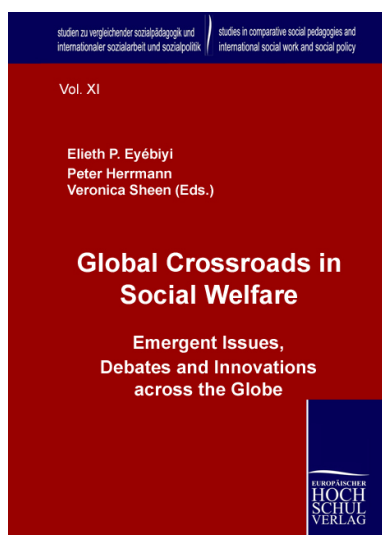 studien zu vergleichender sozialpädagogik und
internationaler sozialarbeit und sozialpolitik
studies in comparative social pedagogies and
international social work and social policy
Vol. XI
Elieth P. Eyébiyi
Peter Herrmann
Veronica Sheen (Eds.)
Global Crossroads in
Social Welfare
Emergent Issues,
Debates and Innovations
across the Globe
EUROPÄISCHER
HOCH
SCHUL
VERLAG